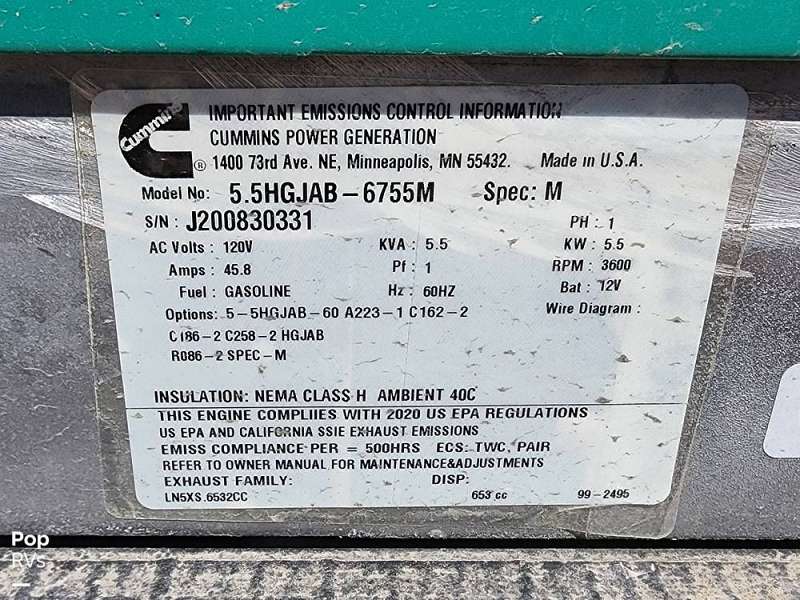 Cummins
®
IMPORTANT EMISSIONS CONTROL INFORMATION
CUMMINS POWER GENERATION
1400 73rd Ave. NE, Minneapolis, MN 55432. Made in U.S.A.
Model No: 5.5HGJAB-6755M Spec: M
S/N : J200830331 PH : 1
AC Volts : 120V KVA : 5.5 KW : 5.5
Amps : 45.8 Pf : 1 RPM : 3600
Fuel : GASOLINE Hz : 60HZ Bat : 12V
Options: 5-5HGJAB-60 A223-1 C162-2 Wire Diagram :
C186-2 C258-2 HGJAB
R086-2 SPEC-M
INSULATION: NEMA CLASS H AMBIENT 40C
THIS ENGINE COMPLIIES WITH 2020 US EPA REGULATIONS
US EPA AND CALIFORNIA SSIE EXHAUST EMISSIONS
EMISS COMPLIANCE PER = 500HRS ECS: TWC, PAIR
REFER TO OWNER MANUAL FOR MAINTENANCE&ADJUSTMENTS
EXHAUST FAMILY: DISP:
LN5XS.6532CC 653 cc 99-2495
Pop
RVs